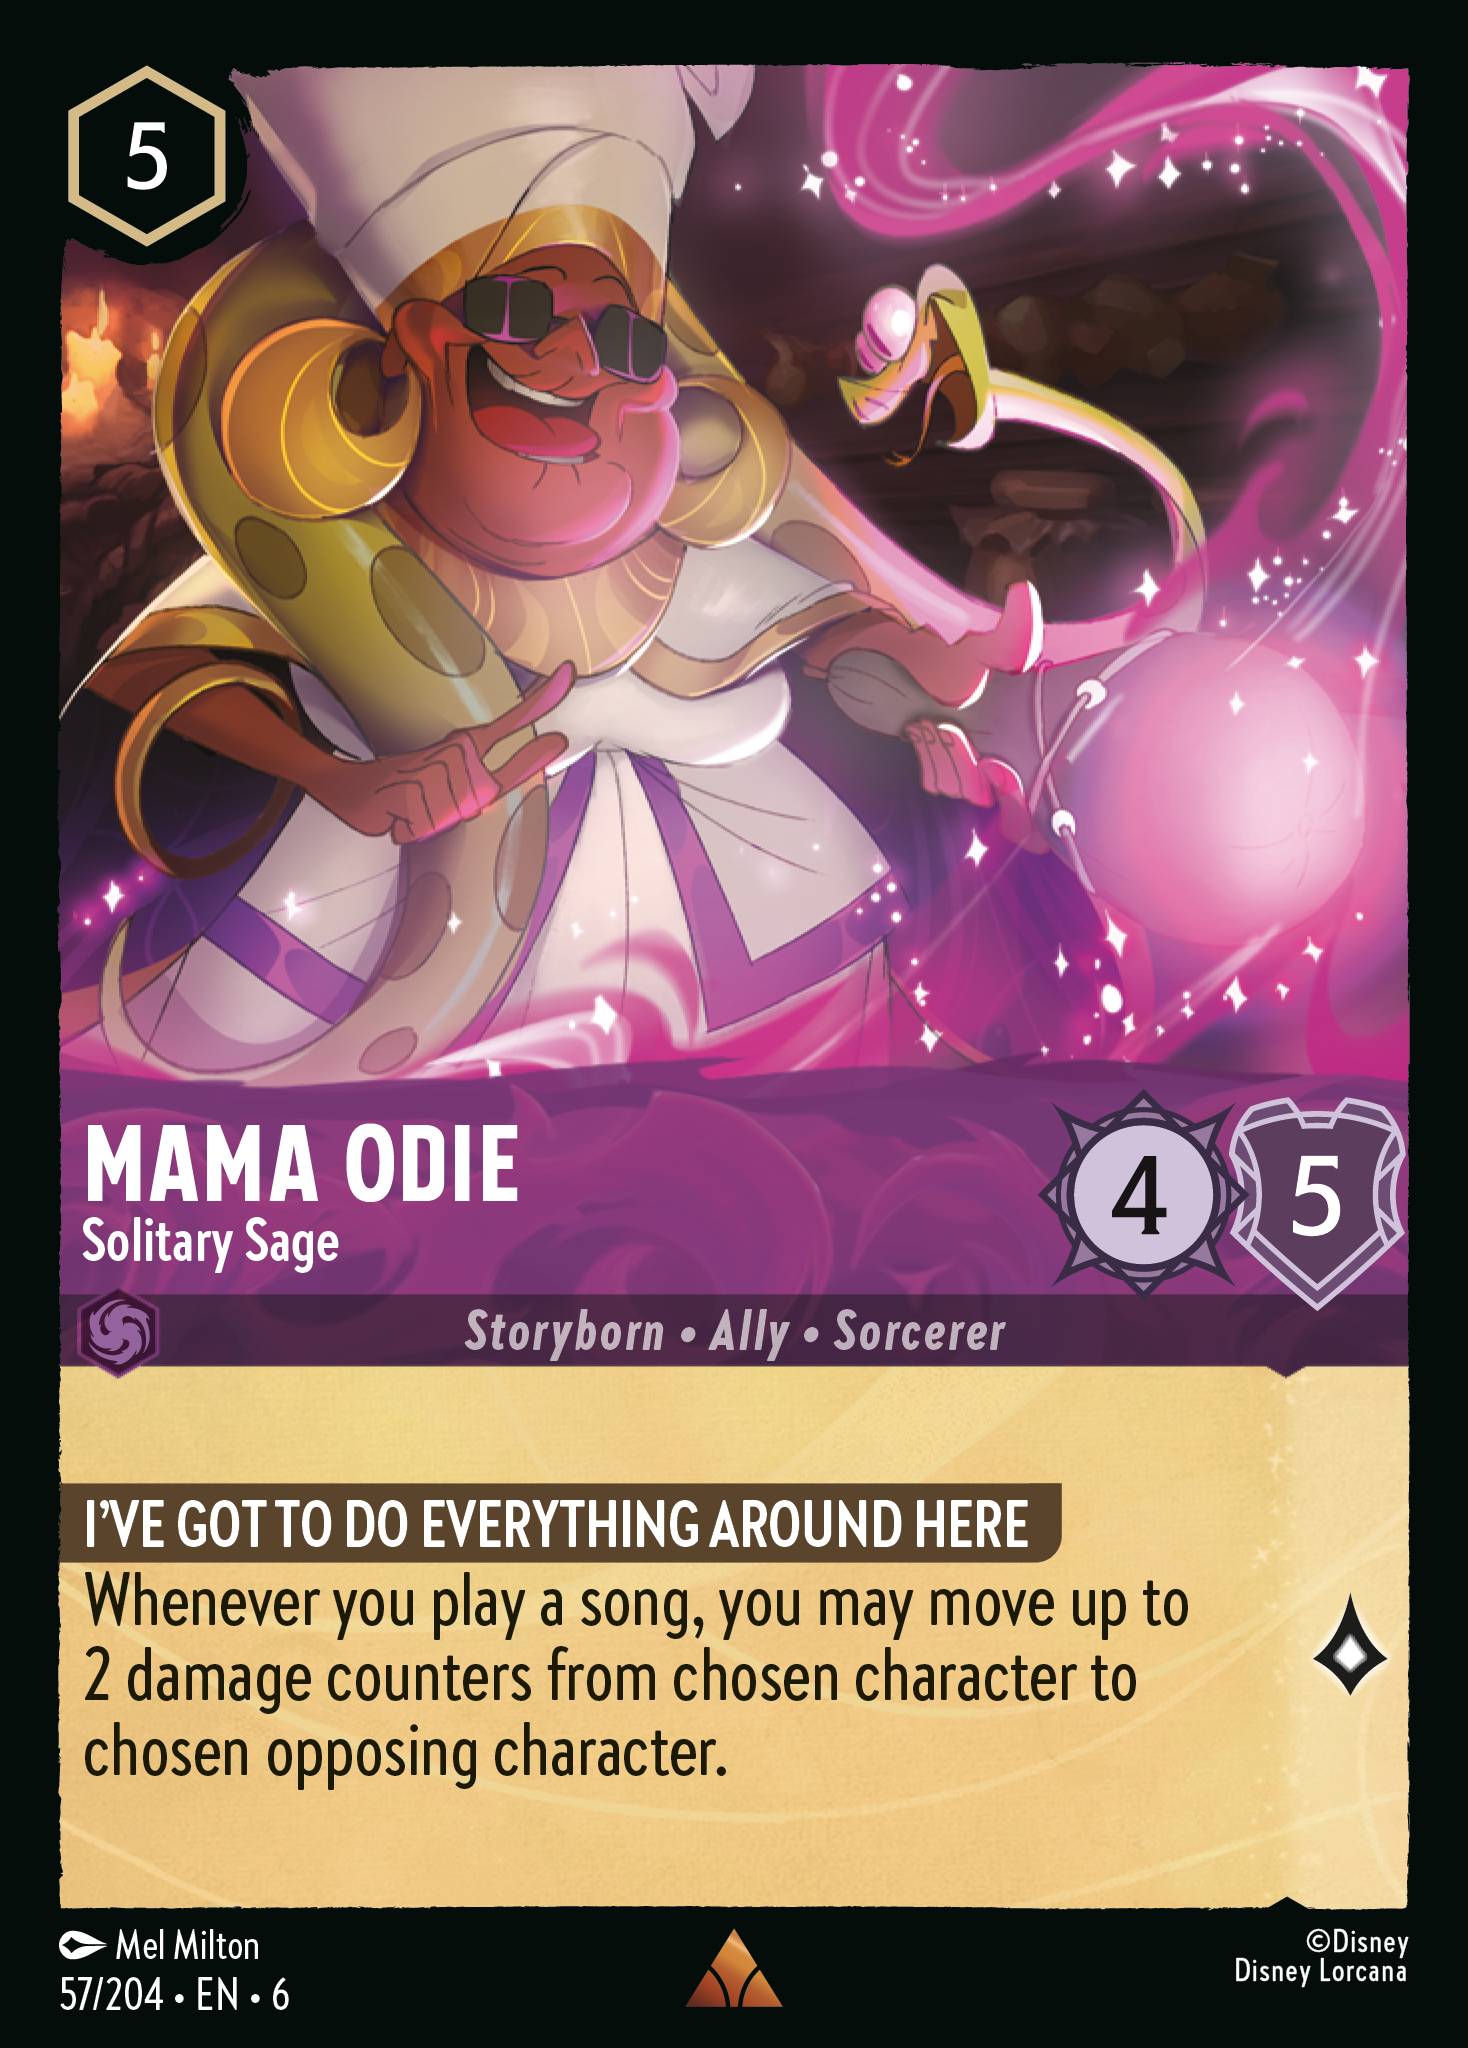 5
MAMA ODIE
Solitary Sage
4
5
Storyborn • Ally • Sorcerer
I'VE GOT TO DO EVERYTHING AROUND HERE
Whenever you play a song, you may move up to
2 damage counters from chosen character to
chosen opposing character.
Mel Milton
57/204 • EN • 6
©Disney
Disney Lorcana